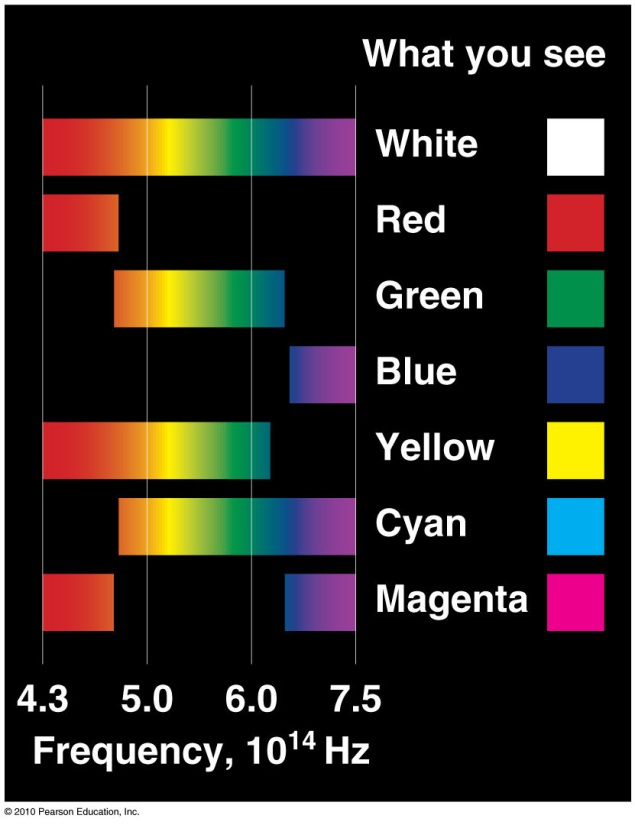 What you see
White
Red
Green
Blue
Yellow
Cyan
Magenta
4.3 5.0 6.0 7.5
Frequency, 10¹⁴ Hz
© 2010 Pearson Education, Inc.